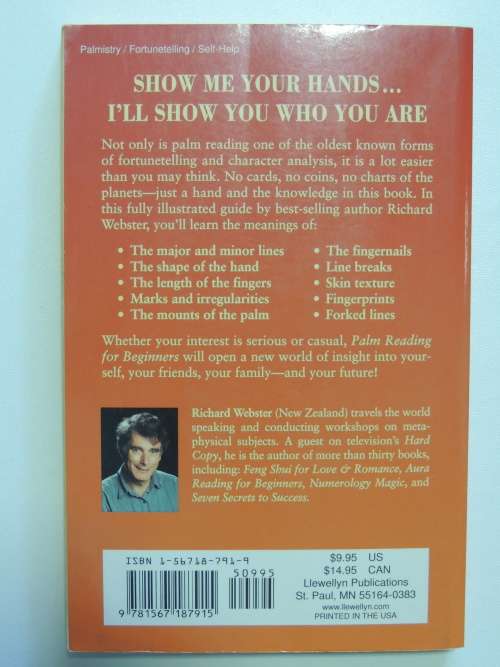 Palmistry / Fortunetelling / Self-Help
SHOW ME YOUR HANDS...
I'LL SHOW YOU WHO YOU ARE
Not only is palm reading one of the oldest known forms
of fortunetelling and character analysis, it is a lot easier
than you may think. No cards, no coins, no charts of the
planets—just a hand and the knowledge in this book. In
this fully illustrated guide by best-selling author Richard
Webster, you'll learn the meanings of:
• The major and minor lines
• The shape of the hand
• The length of the fingers
• Marks and irregularities
• The mounts of the palm
• The fingernails
• Line breaks
• Skin texture
• Fingerprints
• Forked lines
Whether your interest is serious or casual, Palm Reading
for Beginners will open a new world of insight into your-
self, your friends, your family—and your future!
Richard Webster (New Zealand) travels the world
speaking and conducting workshops on meta-
physical subjects. A guest on television's Hard
Copy, he is the author of more than thirty books,
including: Feng Shui for Love & Romance, Aura
Reading for Beginners, Numerology Magic, and
Seven Secrets to Success.
ISBN 1-56718-791-9
50995
9 781567 187915
$9.95 US
$14.95 CAN
Llewellyn Publications
St. Paul, MN 55164-0383
www.llewellyn.com
PRINTED IN THE USA